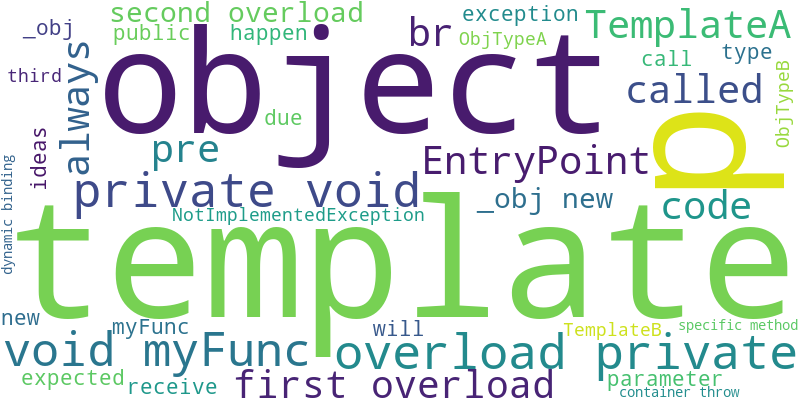 second overload
exception
TemplateA
_obj
public
happen
br
ObjTypeA
call
type
third
always
object
called
ObjTypeB
due
p
ideas
pre
EntryPoint
dynamic binding
private void
_obj new
code
NotImplementedException
template
new
myFunc
will
TemplateB
specific method
void myFunc
overload private
expected
receive
first overload
parameter
container throw